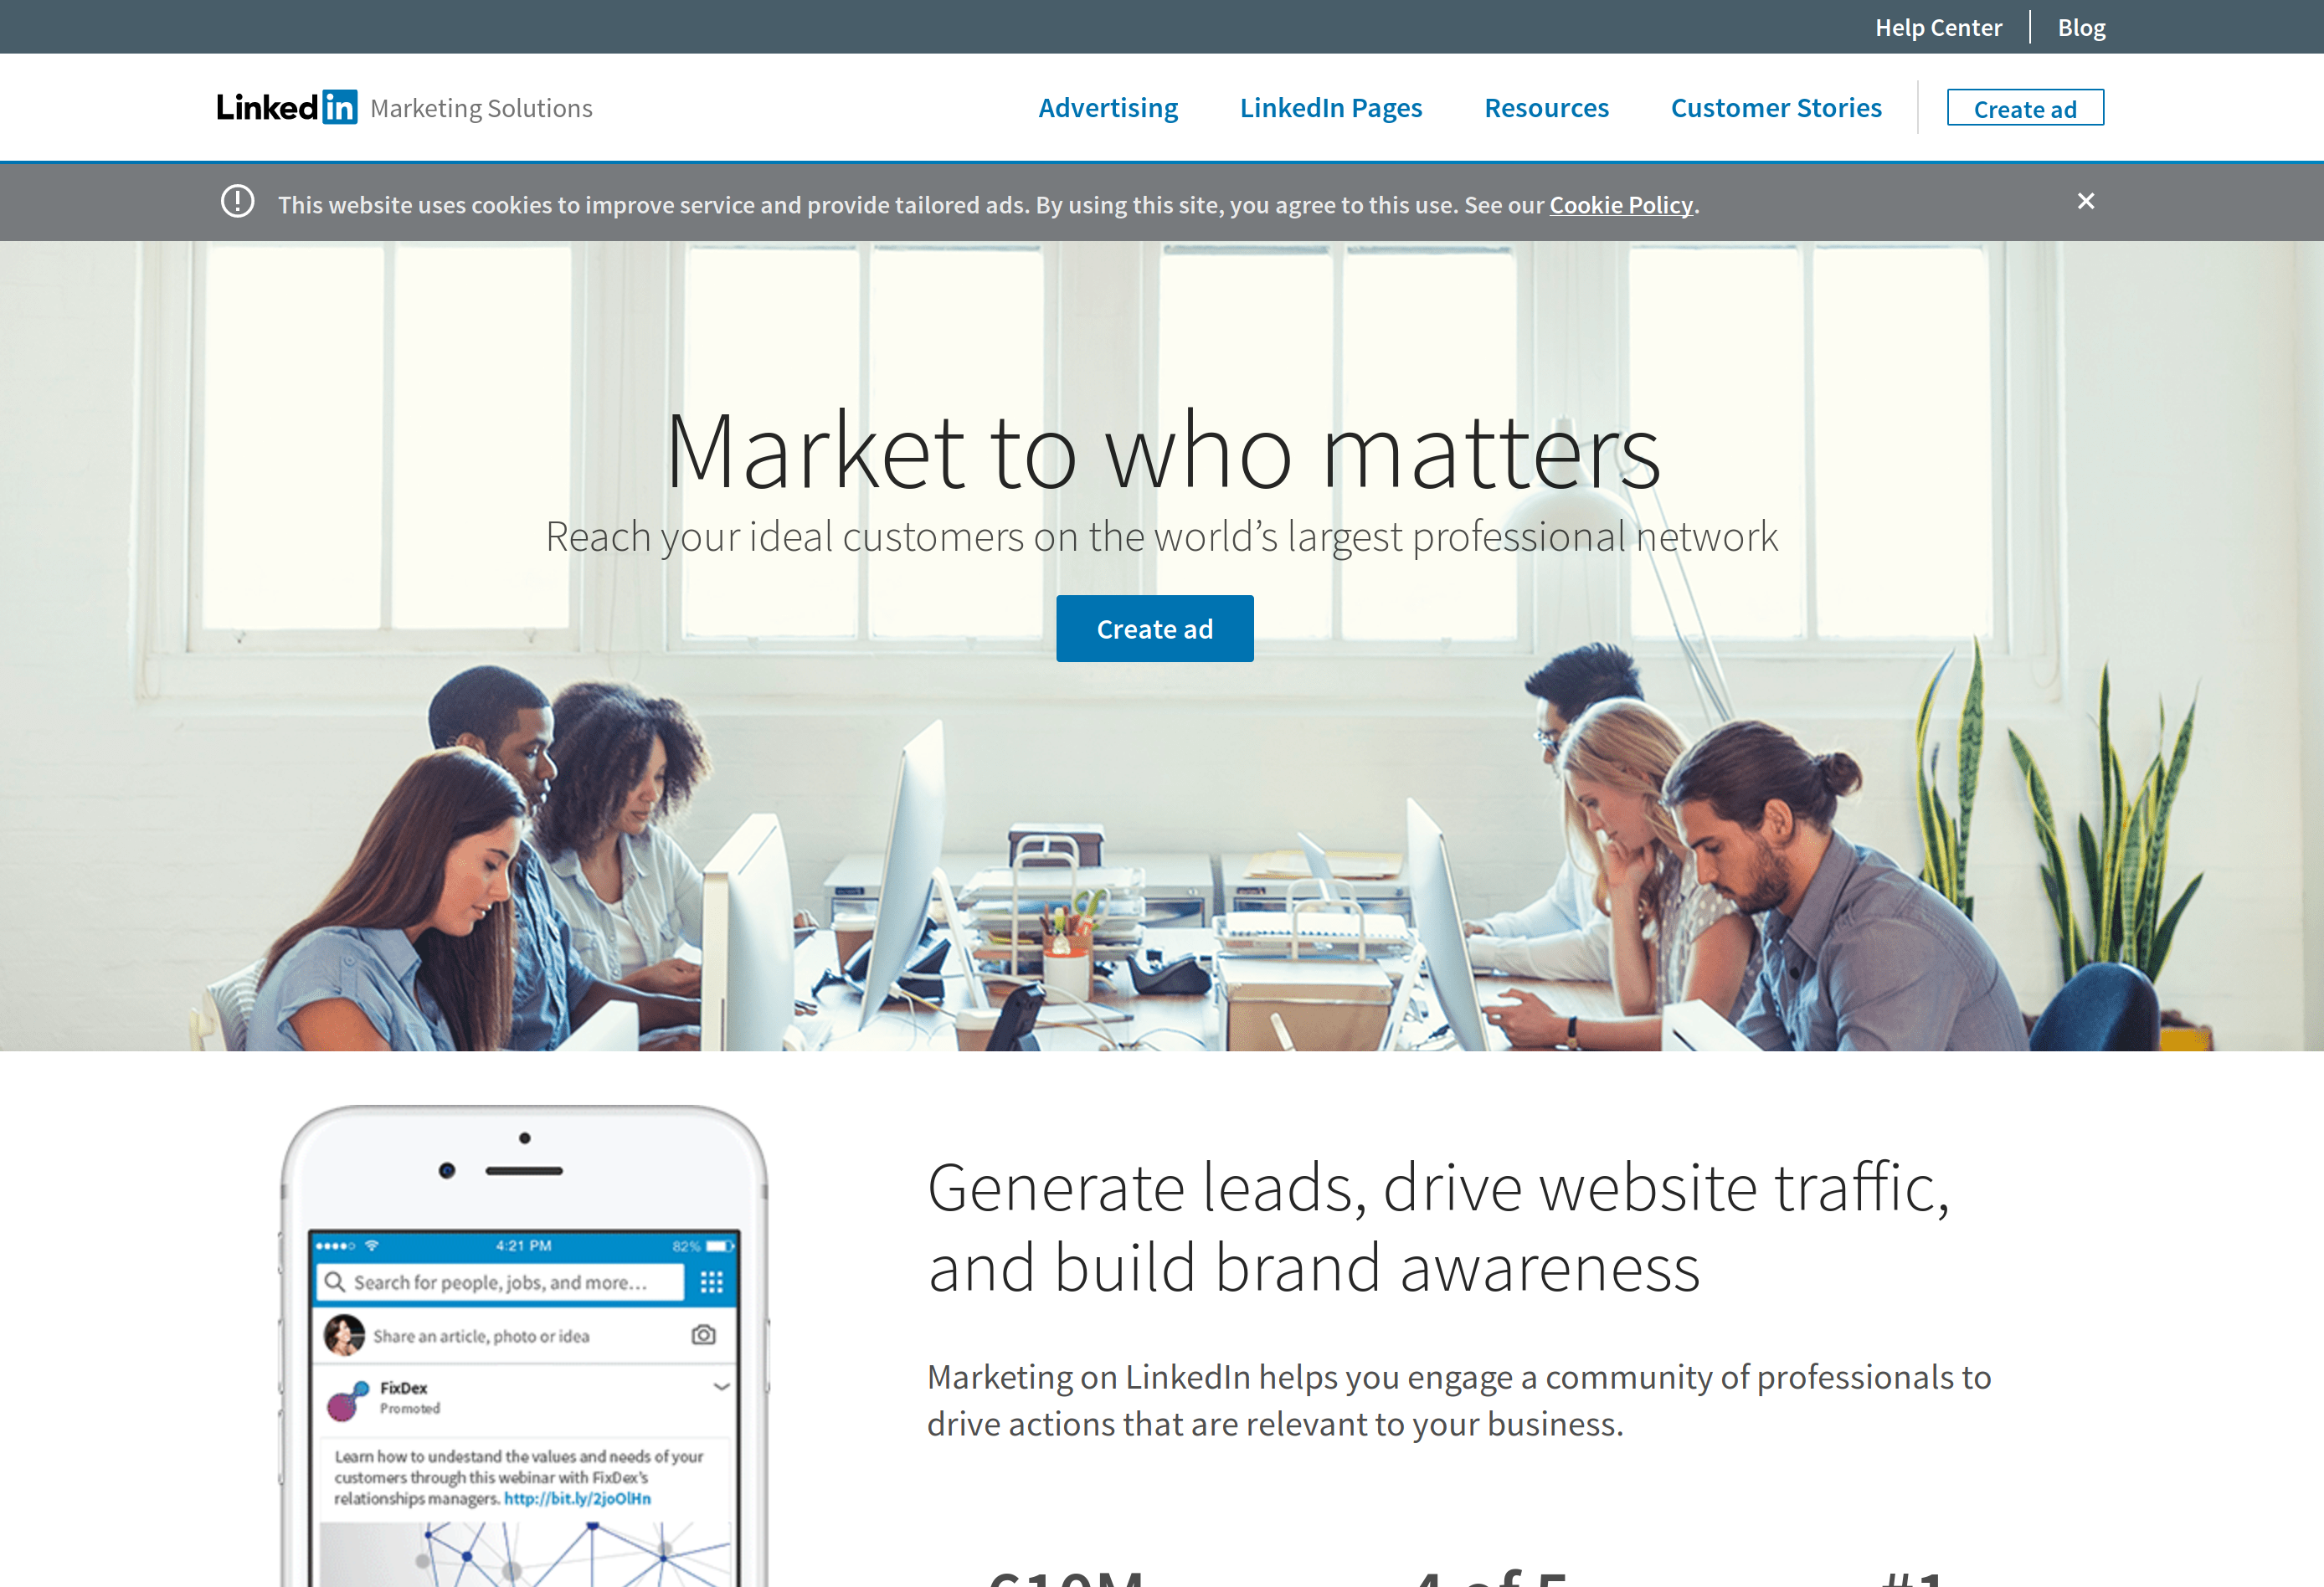 Help Center
Blog
Linked in Marketing Solutions
Advertising
LinkedIn Pages
Resources
Customer Stories
Create ad
This website uses cookies to improve service and provide tailored ads. By using this site, you agree to this use. See our Cookie Policy.
Market to who matters
Reach your ideal customers on the world’s largest professional network
Create ad
4:21 PM
82%
Search for people, jobs, and more...
Share an article, photo or idea
FixDex
Promoted
Learn how to undestand the values and needs of your
customers through this webinar with FixDex's
relationships managers. http://bit.ly/2joOlHn
Generate leads, drive website traffic,
and build brand awareness
Marketing on LinkedIn helps you engage a community of professionals to
drive actions that are relevant to your business.
4 of 5
#1